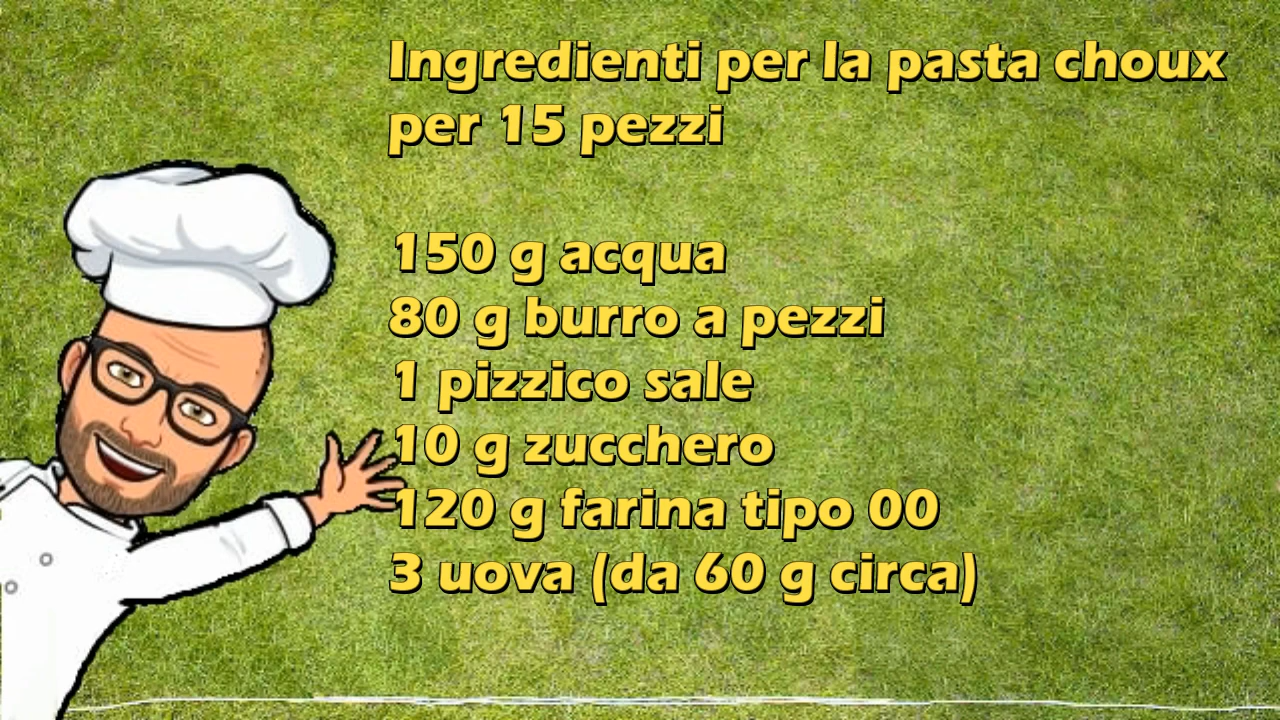 Ingredienti per la pasta choux
per 15 pezzi
150 g acqua
80 g burro a pezzi
1 pizzico sale
10 g zucchero
120 g farina tipo 00
3 uova (da 60 g circa)